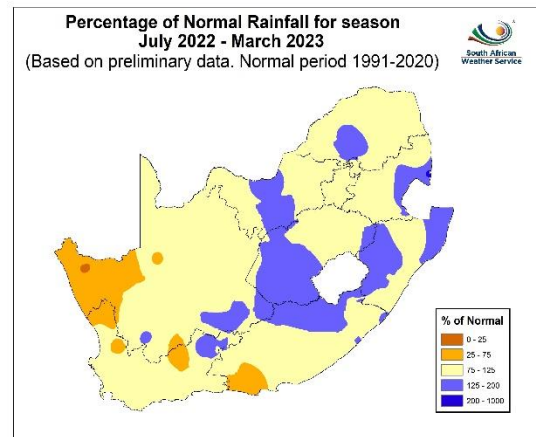 Percentage of Normal Rainfall for season
July 2022 - March 2023
(Based on preliminary data. Normal period 1991-2020)
South African
Weather Service
% of Normal
0 - 25
25 - 75
75 - 125
125 - 200
200 - 1000